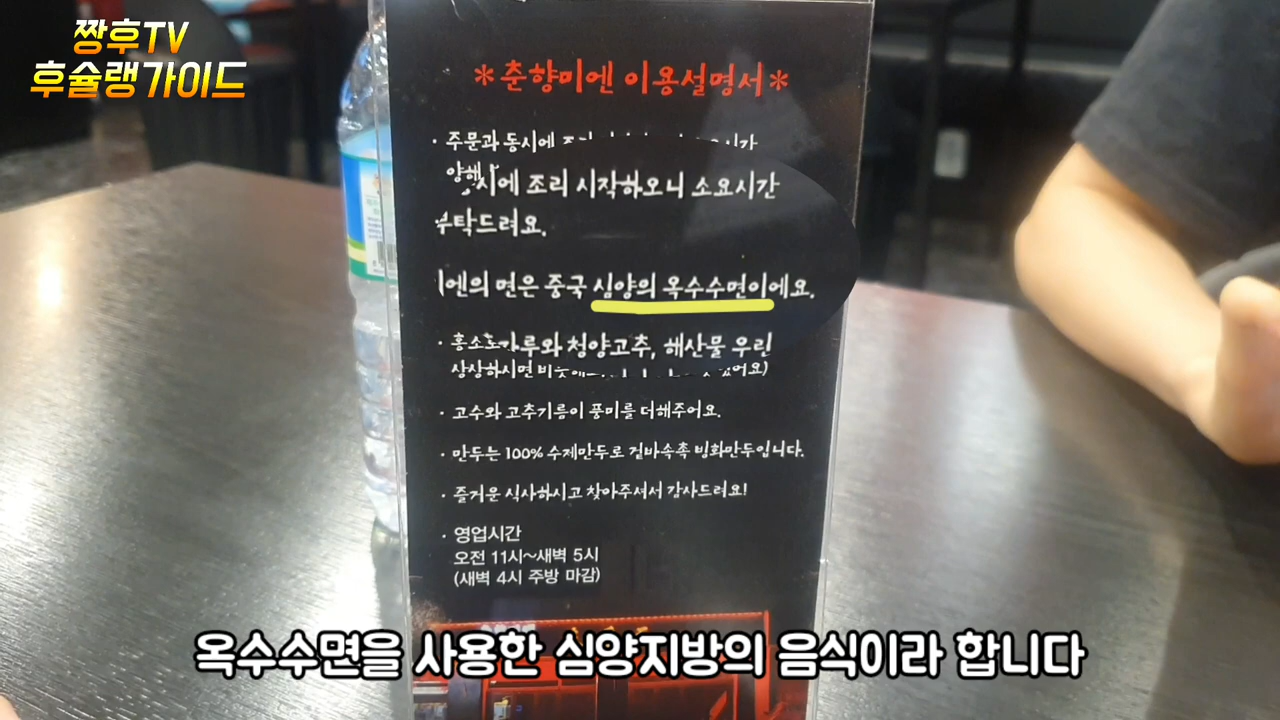 짱후TV
후슐랭가이드
*춘향미엔 이용설명서*
· 주문과 동시에
양해
시에 조리 시작하오니 소요시간
부탁드려요.
엔의 면은 중국 심양의 옥수수면이에요.
· 홍소
가루와 청양고추, 해산물 우린
상상하시면
· 고수와 고추기름이 풍미를 더해주어요.
· 만두는 100% 수제만두로 겉바속촉 빙화만두입니다.
· 즐거운 식사하시고 찾아주셔서 감사드려요!
· 영업시간
오전 11시~새벽 5시
(새벽 4시 주방 마감)
옥수수면을 사용한 심양지방의 음식이라 합니다